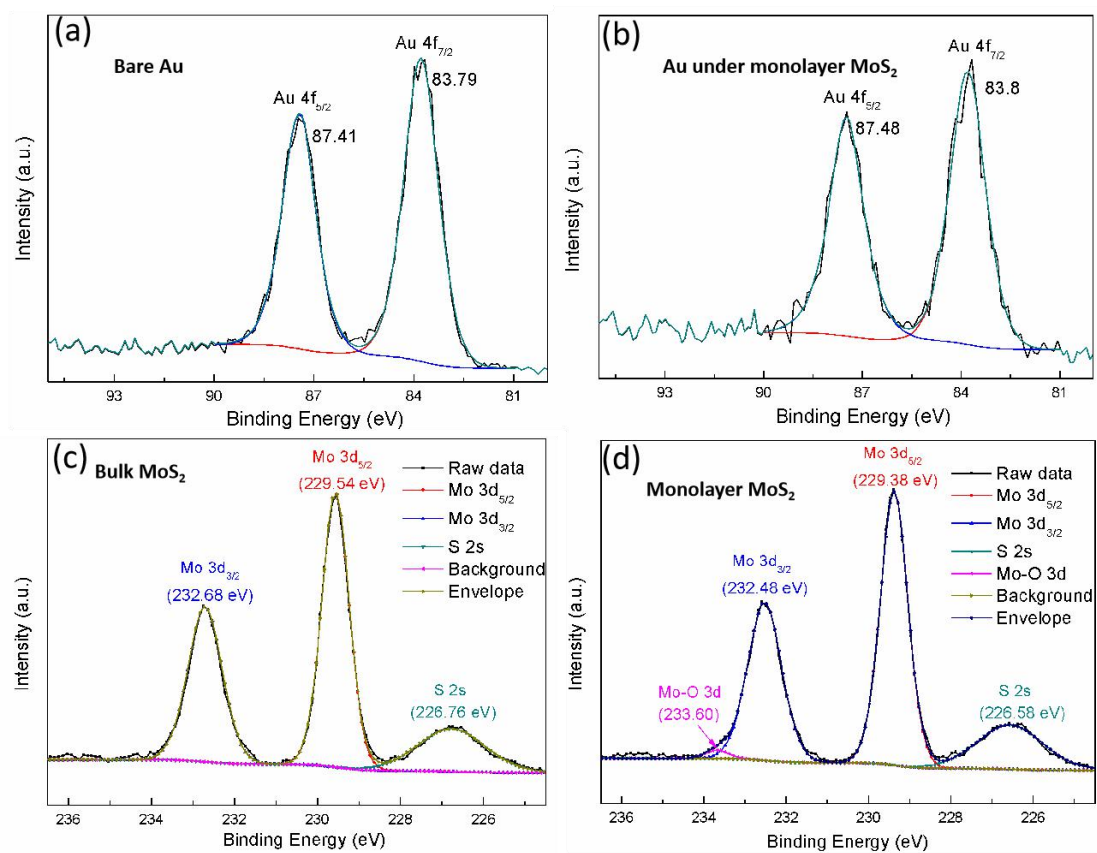 (a)
Bare Au
Au 4f5/2
87.41
Au 4f7/2
83.79
Intensity (a.u.)
93 90 87 84 81
Binding Energy (eV)
(b)
Au under monolayer MoS2
Au 4f5/2
87.48
Au 4f7/2
83.8
Intensity (a.u.)
93 90 87 84 81
Binding Energy (eV)
(c)
Bulk MoS2
Mo 3d5/2
(229.54 eV)
Mo 3d3/2
(232.68 eV)
S 2s
(226.76 eV)
Raw data
Mo 3d5/2
Mo 3d3/2
S 2s
Background
Envelope
Intensity (a.u.)
236 234 232 230 228 226
Binding Energy (eV)
(d)
Monolayer MoS2
Mo 3d5/2
(229.38 eV)
Mo 3d3/2
(232.48 eV)
Mo-O 3d
(233.60)
S 2s
(226.58 eV)
Raw data
Mo 3d5/2
Mo 3d3/2
S 2s
Mo-O 3d
Background
Envelope
Intensity (a.u.)
236 234 232 230 228 226
Binding Energy (eV)